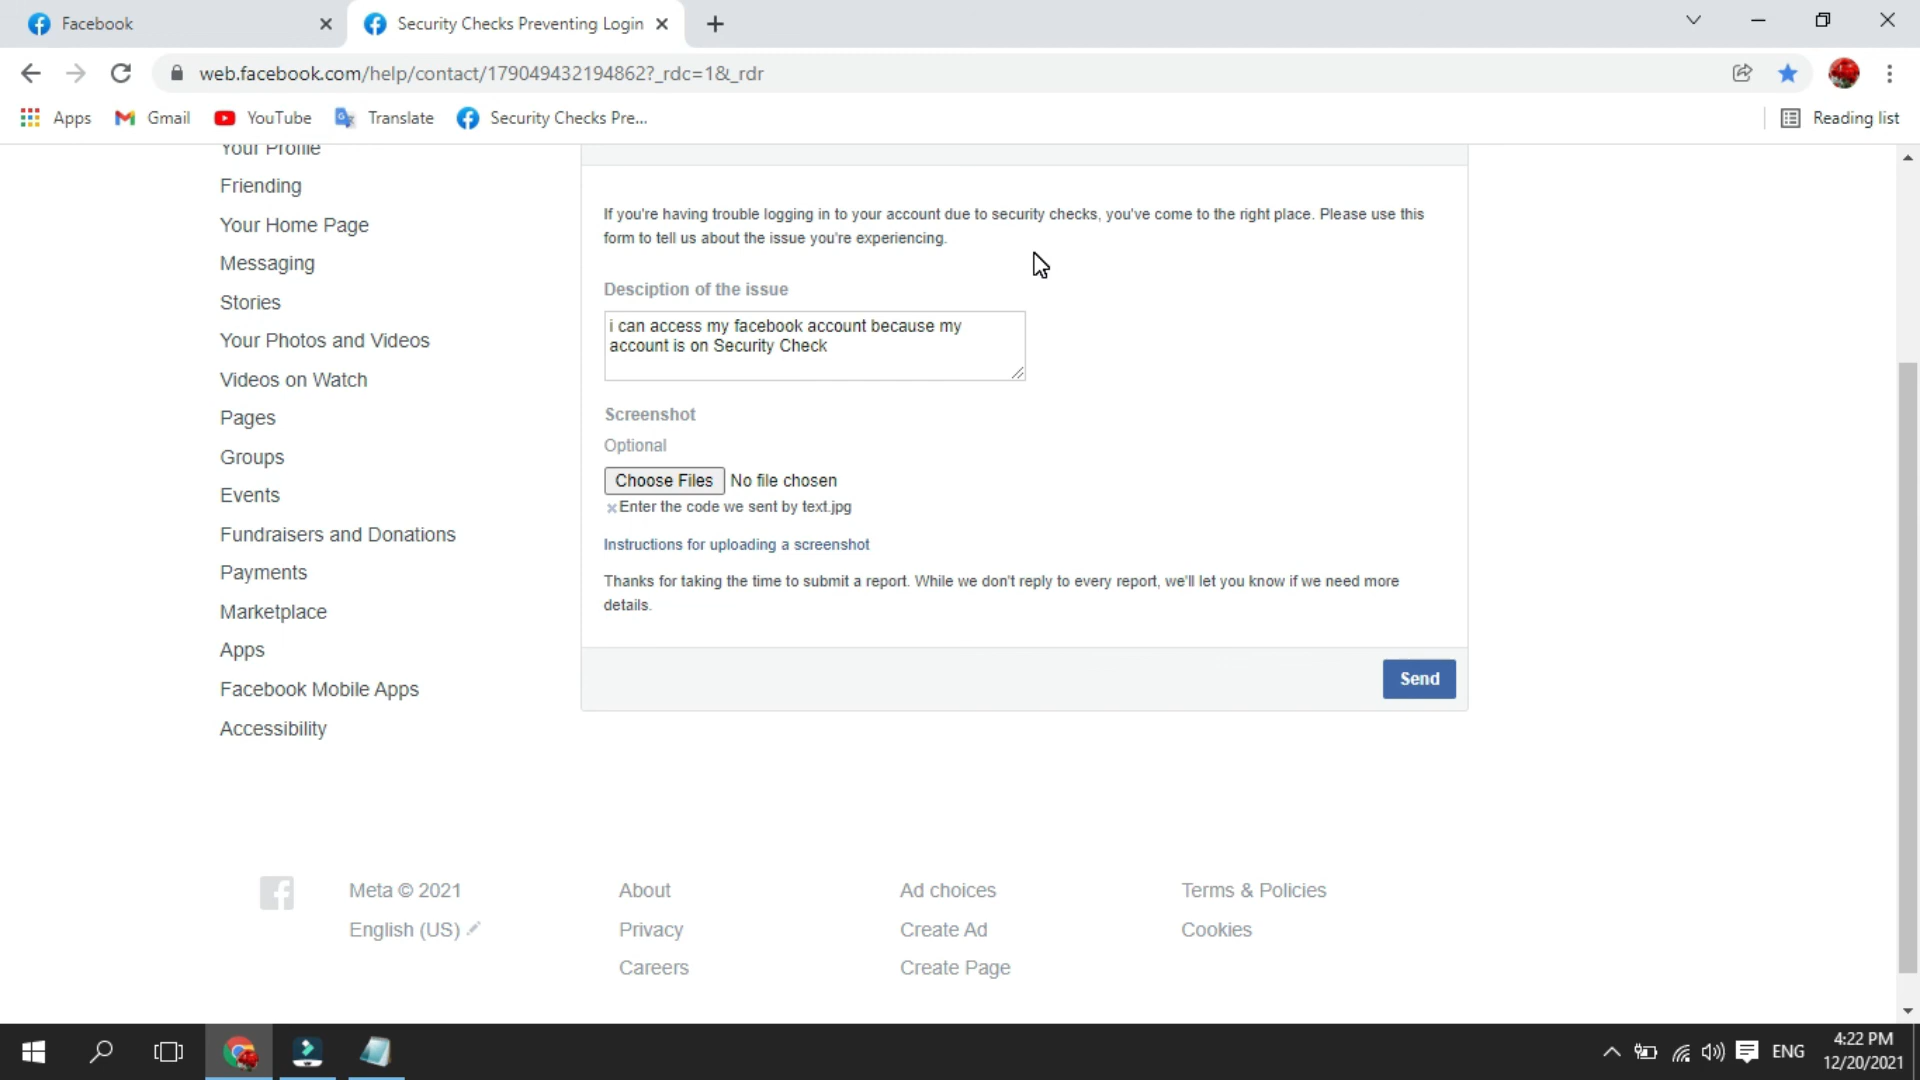 Facebook
Security Checks Preventing Login
web.facebook.com/help/contact/179049432194862?_rdc=1&_rdr
Apps
Gmail
YouTube
Translate
Security Checks Pre...
Reading list
Your Profile
Friending
Your Home Page
Messaging
Stories
Your Photos and Videos
Videos on Watch
Pages
Groups
Events
Fundraisers and Donations
Payments
Marketplace
Apps
Facebook Mobile Apps
Accessibility
If you're having trouble logging in to your account due to security checks, you've come to the right place. Please use this
form to tell us about the issue you're experiencing.
Desciption of the issue
i can access my facebook account because my
account is on Security Check
Screenshot
Optional
Choose Files No file chosen
Enter the code we sent by text.jpg
Instructions for uploading a screenshot
Thanks for taking the time to submit a report. While we don't reply to every report, we'll let you know if we need more
details.
Send
Meta © 2021
English (US)
About
Privacy
Careers
Ad choices
Create Ad
Create Page
Terms & Policies
Cookies
ENG
4:22 PM
12/20/2021